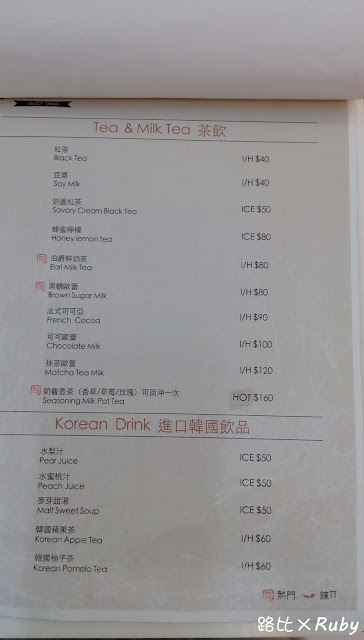 SELECT DINING
Tea & Milk Tea 茶飲
紅茶
Black Tea I/H $40
豆漿
Soy Milk I/H $40
奶蓋紅茶
Savory Cream Black Tea ICE $50
蜂蜜檸檬
Honey lemon tea ICE $80
伯爵鮮奶茶
Earl Milk Tea I/H $80
黑糖歐蕾
Brown Sugar Milk I/H $80
法式可可亞
French Cocoa I/H $90
可可歐蕾
Chocolate Milk I/H $100
抹茶歐蕾
Matcha Tea Milk I/H $120
奶醬壺茶（香草/草莓/玫瑰）可回沖一次
Seasoning Milk Pot Tea HOT $160
Korean Drink 進口韓國飲品
水梨汁
Pear Juice ICE $50
水蜜桃汁
Peach Juice ICE $50
麥芽甜湯
Malt Sweet Soup ICE $50
韓國蘋果茶
Korean Apple Tea I/H $60
韓國柚子茶
Korean Pomelo Tea I/H $60
熱門 辣TT
路比×Ruby